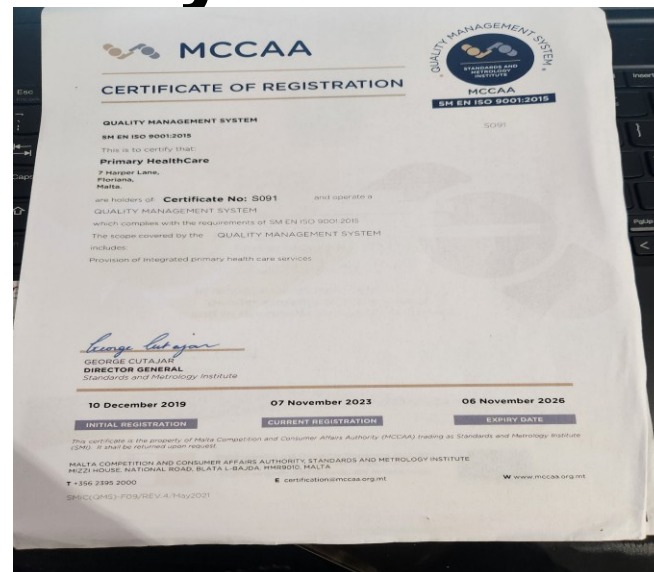 MCCAA
CERTIFICATE OF REGISTRATION
QUALITY MANAGEMENT SYSTEM
STANDARDS AND
METROLOGY
INSTITUTE
MCCAA
SM EN ISO 9001:2015
S091
QUALITY MANAGEMENT SYSTEM
SM EN ISO 9001:2015
This is to certify that:
Primary HealthCare
7 Harper Lane,
Floriana,
Malta.
are holders of: Certificate No: S091 and operate a
QUALITY MANAGEMENT SYSTEM
which complies with the requirements of SM EN ISO 9001:2015
The scope covered by the QUALITY MANAGEMENT SYSTEM
includes:
Provision of Integrated primary health care services
George Cutajar
GEORGE CUTAJAR
DIRECTOR GENERAL
Standards and Metrology Institute
10 December 2019 07 November 2023 06 November 2026
INITIAL REGISTRATION CURRENT REGISTRATION EXPIRY DATE
This certificate is the property of Malta Competition and Consumer Affairs Authority (MCCAA) trading as Standards and Metrology Institute
(SMI). It shall be returned upon request.
MALTA COMPETITION AND CONSUMER AFFAIRS AUTHORITY, STANDARDS AND METROLOGY INSTITUTE
MIZZI HOUSE, NATIONAL ROAD, BLATA L-BAJDA, HMR9010, MALTA
T +356 2395 2000 E certification@mccaa.org.mt W www.mccaa.org.mt
SMI/C(QMS)-F09/REV.4/May2021
Esc
Caps
Insert
PgUp